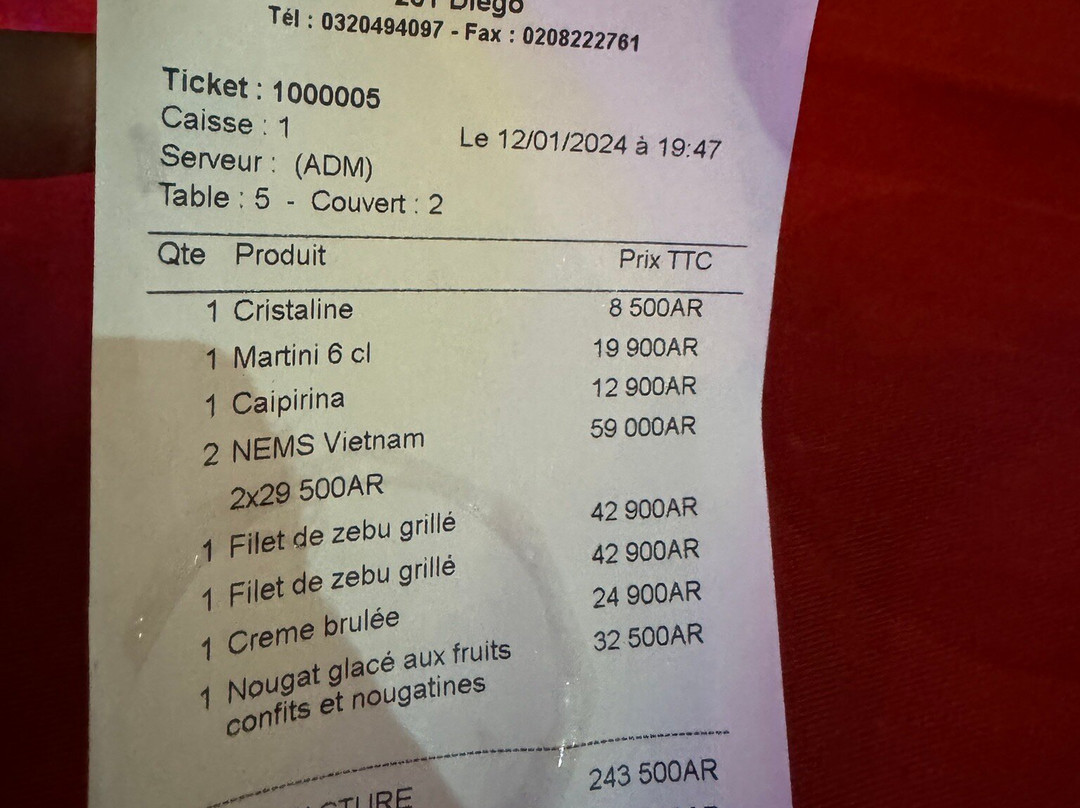 Diego
Tél : 0320494097 - Fax : 0208222761
Ticket : 1000005
Caisse : 1
Le 12/01/2024 à 19:47
Serveur : (ADM)
Table : 5 - Couvert : 2
Qte Produit Prix TTC
1 Cristaline 8 500AR
1 Martini 6 cl 19 900AR
1 Caipirina 12 900AR
2 NEMS Vietnam 59 000AR
2x29 500AR
1 Filet de zebu grillé 42 900AR
1 Filet de zebu grillé 42 900AR
1 Creme brulée 24 900AR
1 Nougat glacé aux fruits 32 500AR
confits et nougatines
243 500AR